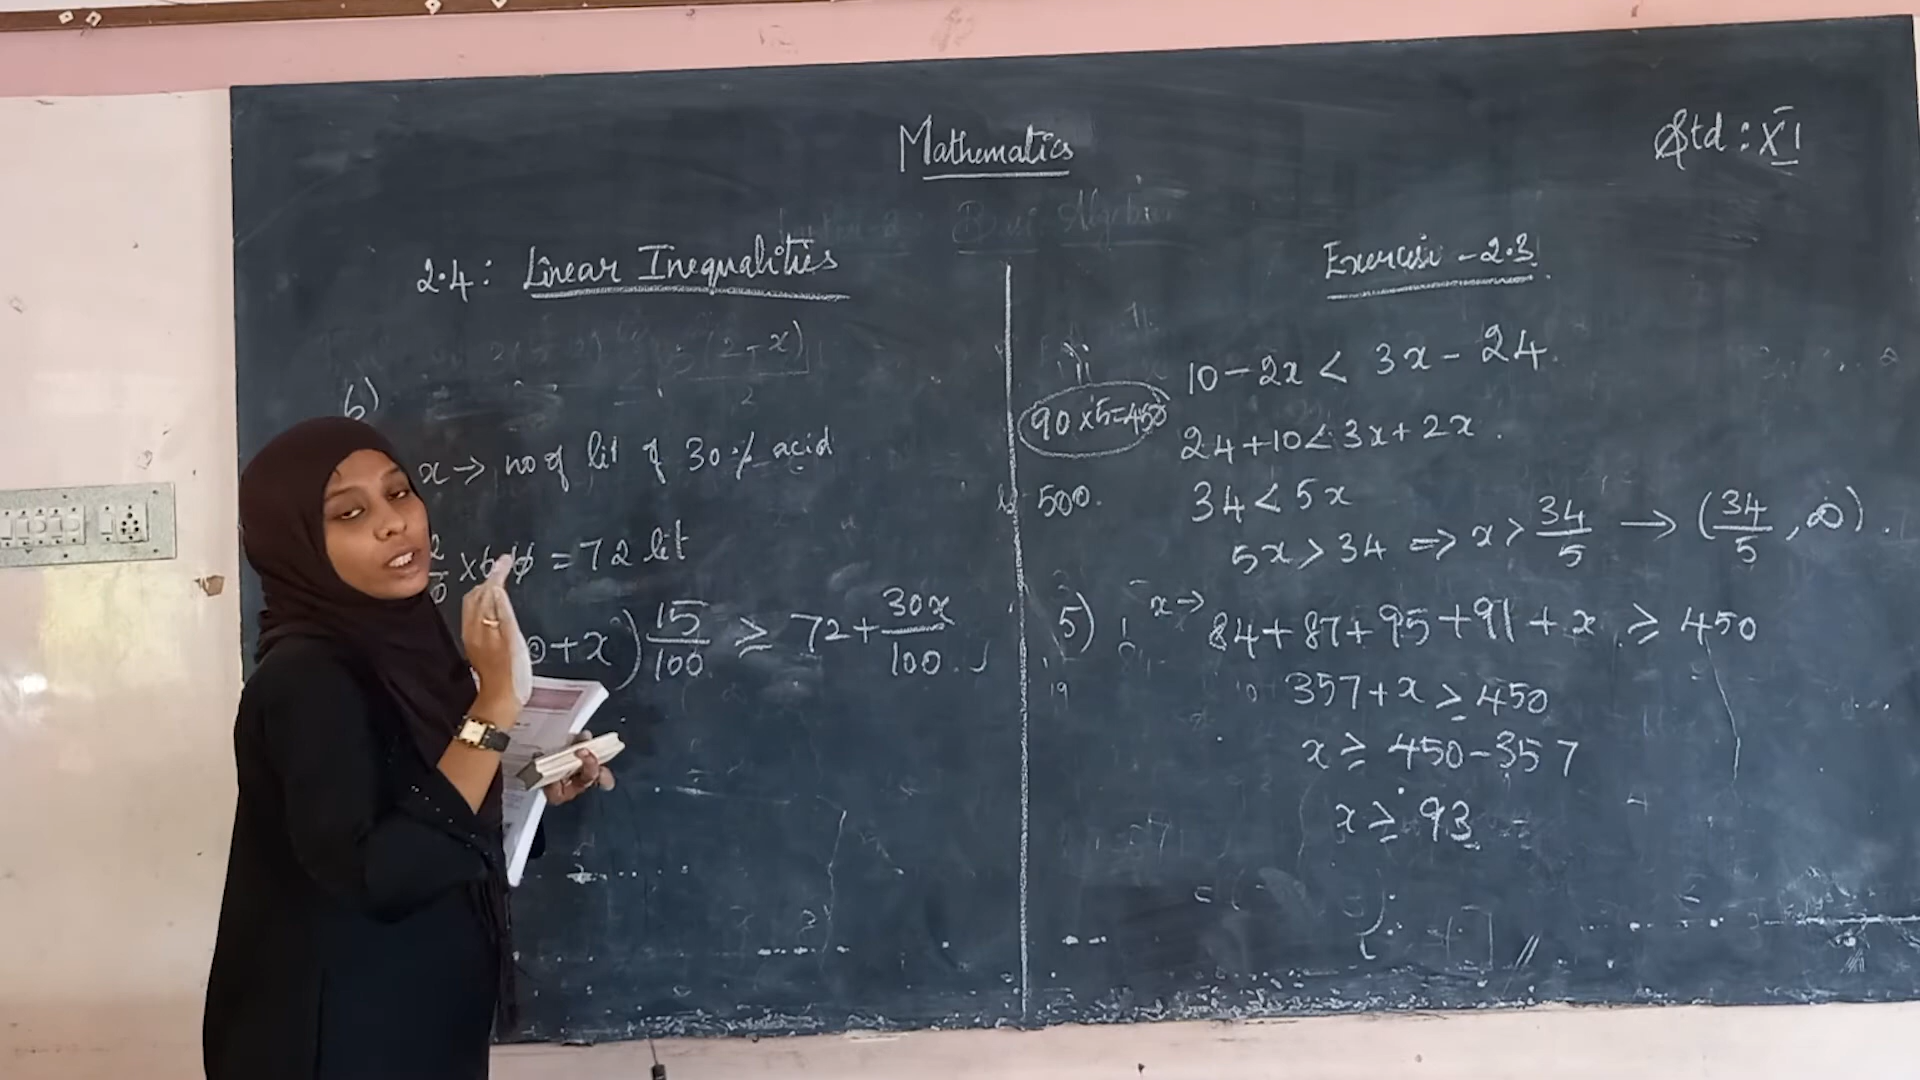 Mathematics
Std : XI
2.4 : Linear Inequalities
6)
x → no of lit of 30% acid
= 72 lit
+x) 15/100 ≥ 72 + 30x/100
Exercise - 2.3
10 - 2x < 3x - 24
90 x 5 = 450
24 + 10 < 3x + 2x
500.
34 < 5x
5x > 34 ⇒ x > 34/5 → (34/5, ∞).
5) x → 84 + 87 + 95 + 91 + x ≥ 450
357 + x ≥ 450
x ≥ 450 - 357
x ≥ 93